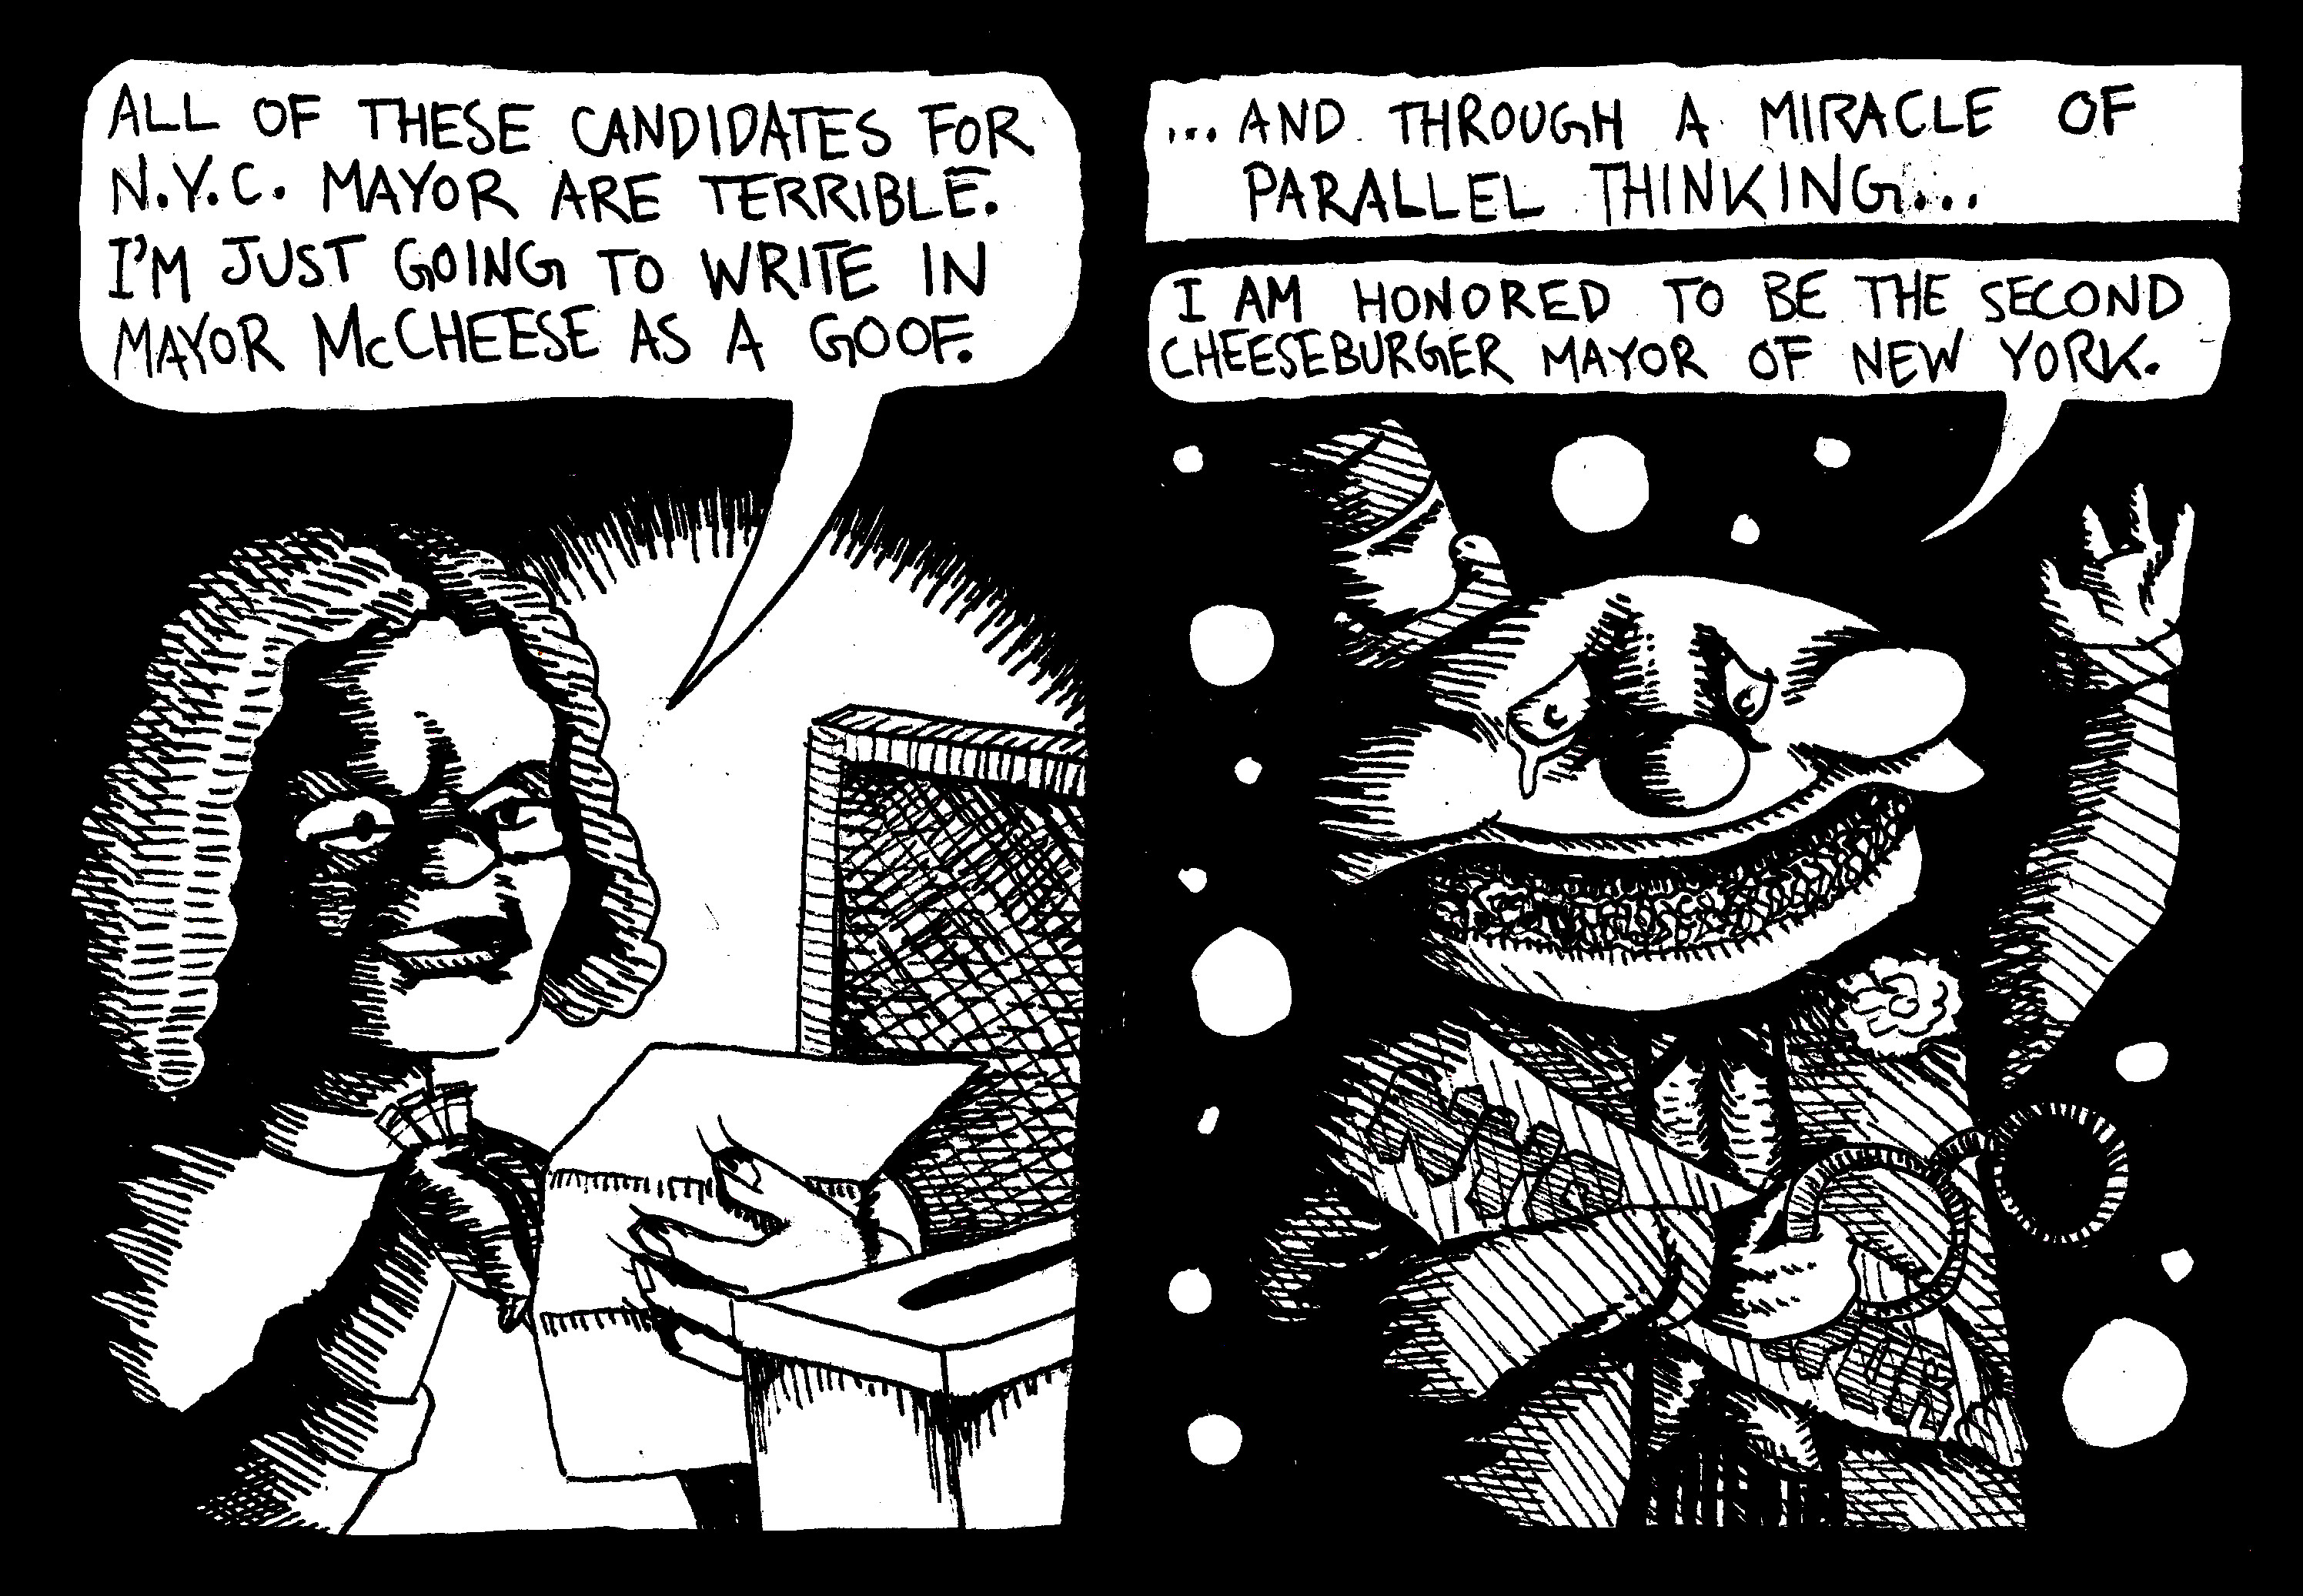 ALL OF THESE CANDIDATES FOR
N.Y.C. MAYOR ARE TERRIBLE.
I'M JUST GOING TO WRITE IN
MAYOR McCHEESE AS A GOOF.
...AND THROUGH A MIRACLE OF
PARALLEL THINKING...
I AM HONORED TO BE THE SECOND
CHEESEBURGER MAYOR OF NEW YORK.